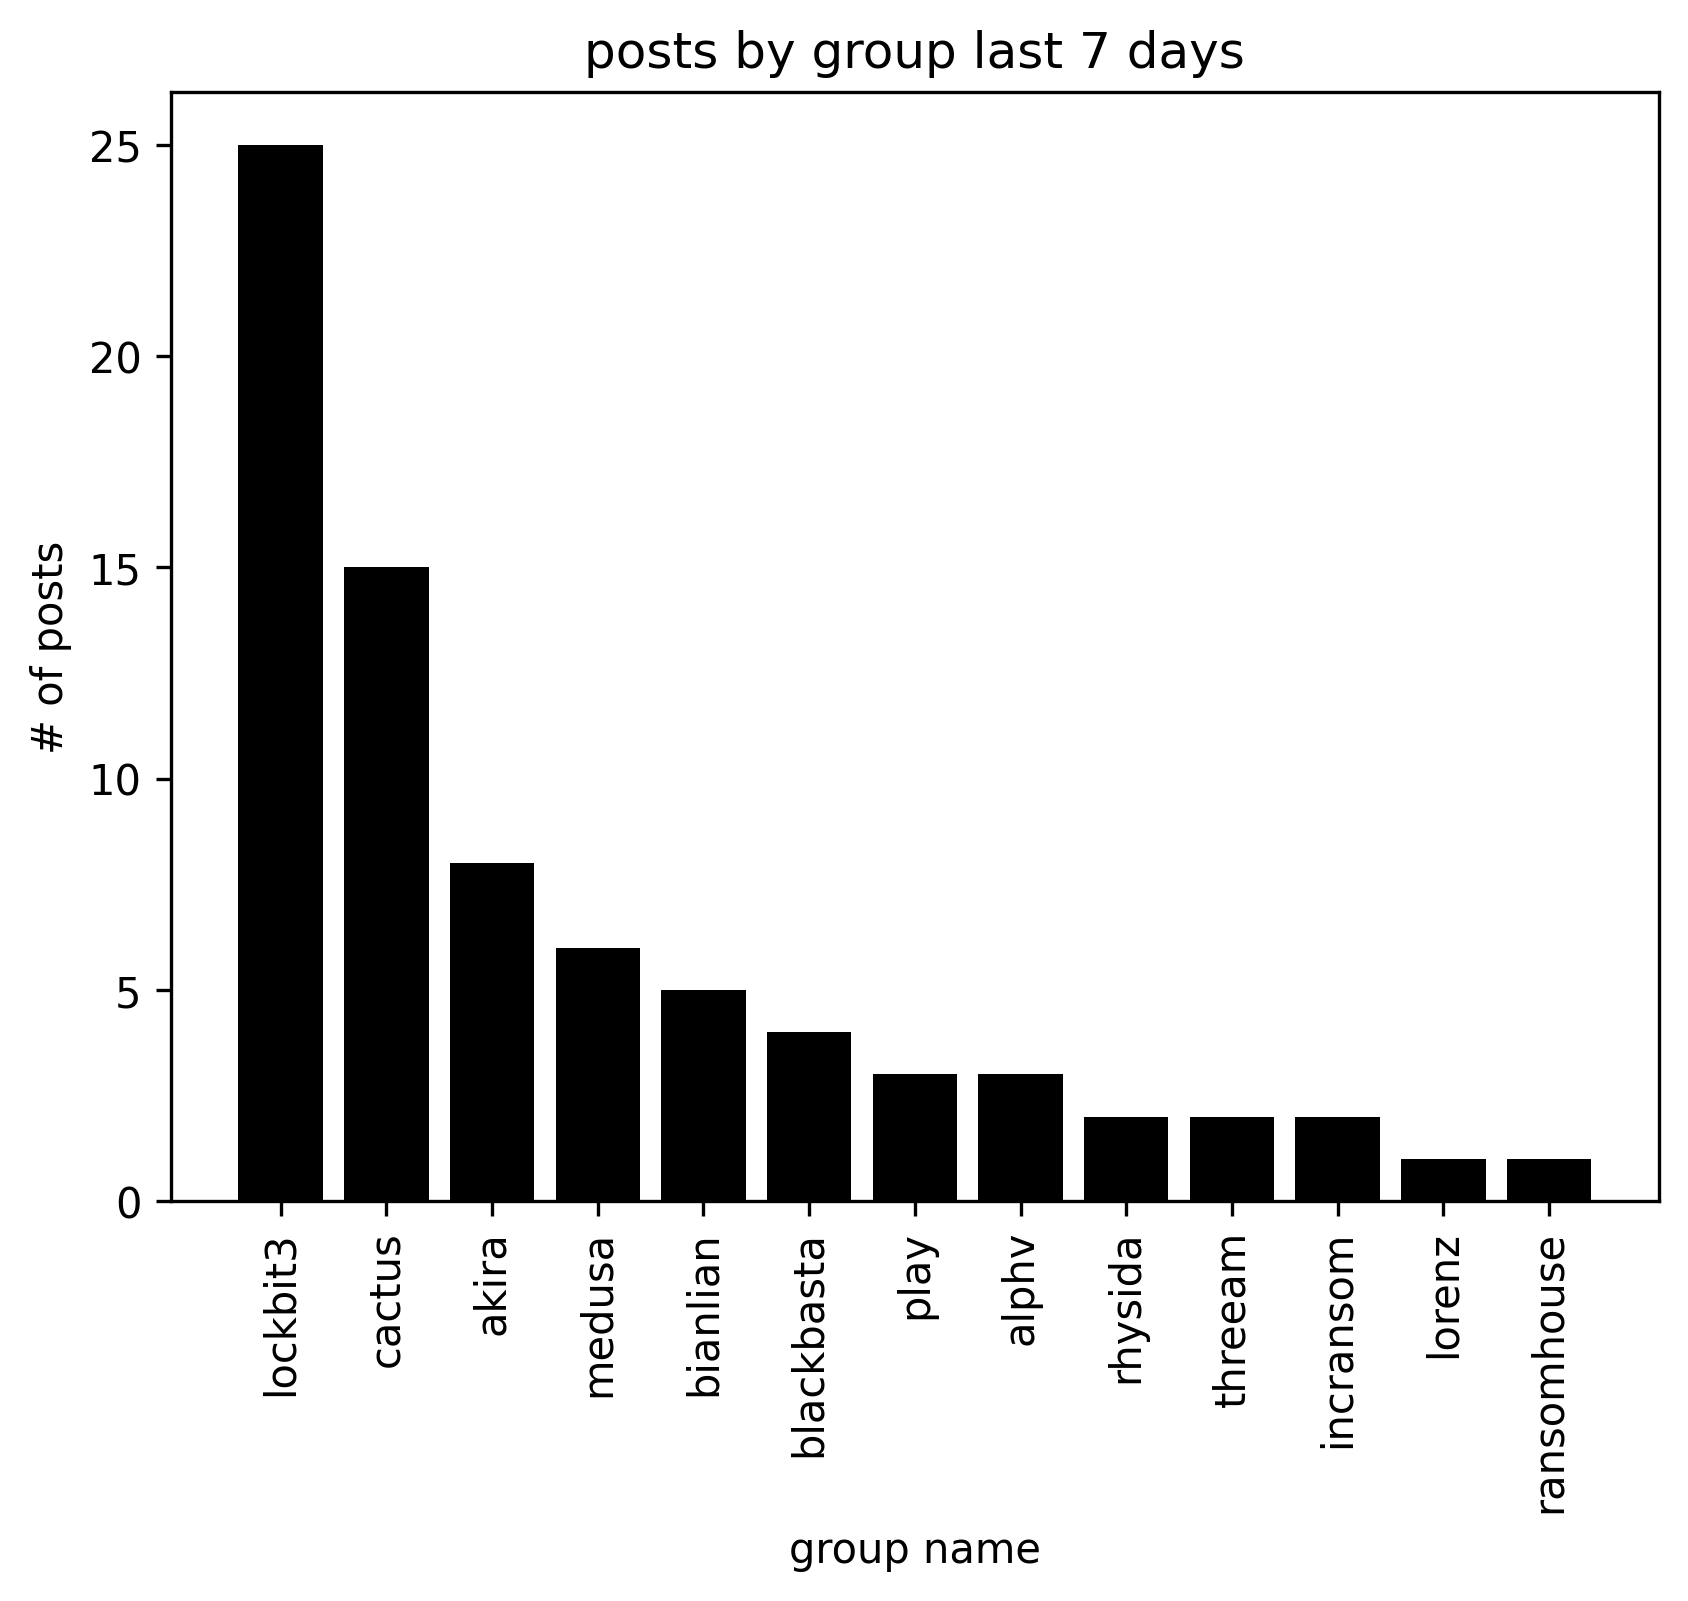 posts by group last 7 days
# of posts
25
20
15
10
5
0
lockbit3
cactus
akira
medusa
bianlian
blackbasta
play
alphv
rhysida
threeam
incransom
lorenz
ransomhouse
group name